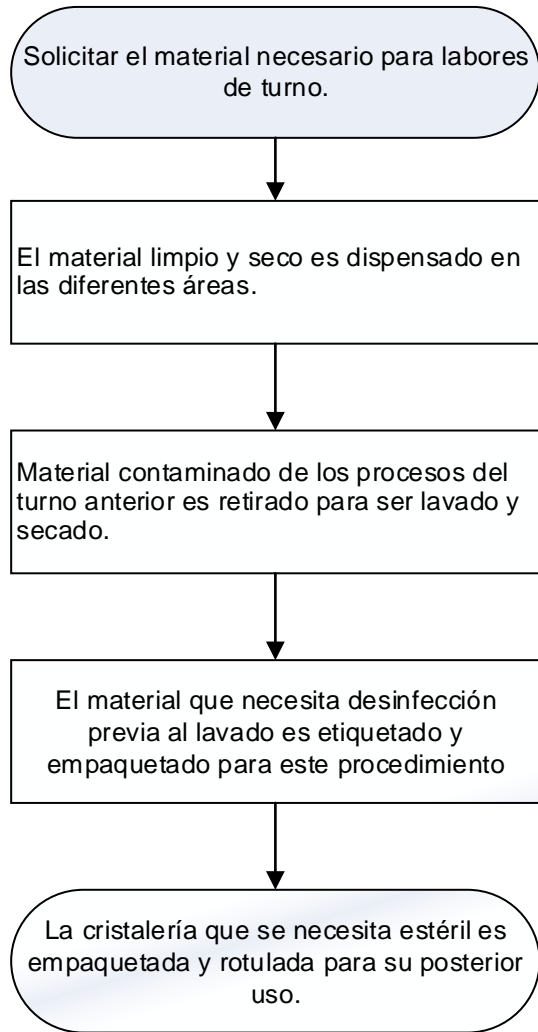 Solicitar el material necesario para labores
de turno.
El material limpio y seco es dispensado en
las diferentes áreas.
Material contaminado de los procesos del
turno anterior es retirado para ser lavado y
secado.
El material que necesita desinfección
previa al lavado es etiquetado y
empaquetado para este procedimiento
La cristalería que se necesita estéril es
empaquetada y rotulada para su posterior
uso.